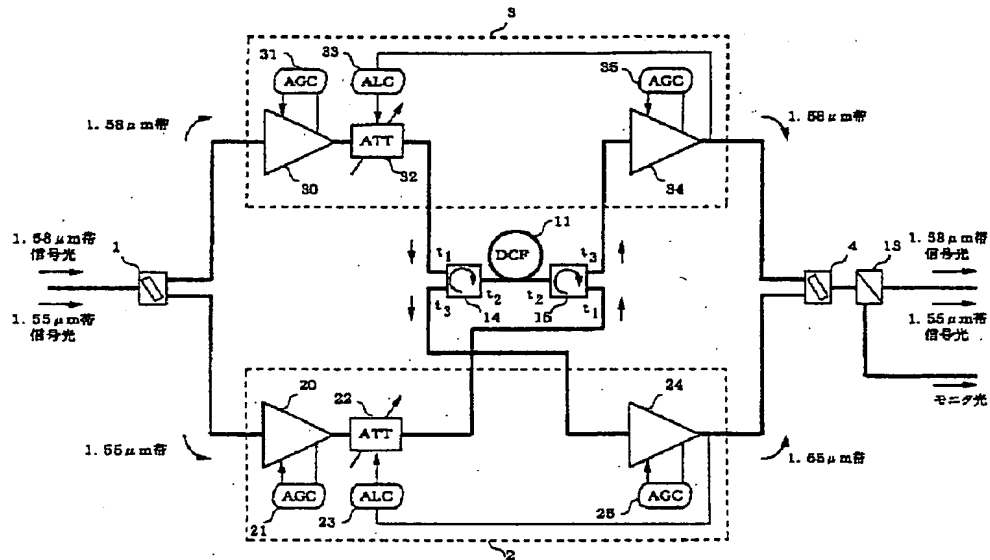 3
31
33
35
AGC
ALC
AGC
1.58μm帯
1.58μm帯
ATT
30
32
34
11
1.58μm帯
信号光
1
t1
DCF
t3
4
13
1.58μm帯
信号光
t3
t2
t2
t1
14
15
1.55μm帯
信号光
1.55μm帯
信号光
20
22
24
モニタ光
ATT
1.55μm帯
1.55μm帯
AGC
ALC
AGC
21
23
25
2